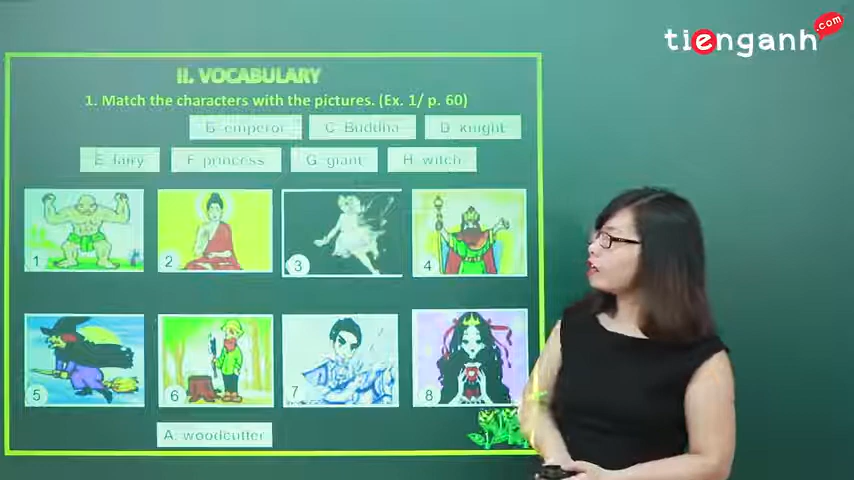 tienganh.com
II. VOCABULARY
1. Match the characters with the pictures. (Ex. 1/ p. 60)
B. emperor C. Buddha D. knight
E. fairy F. princess G. giant H. witch
1 2 3 4
5 6 7 8
A. woodcutter